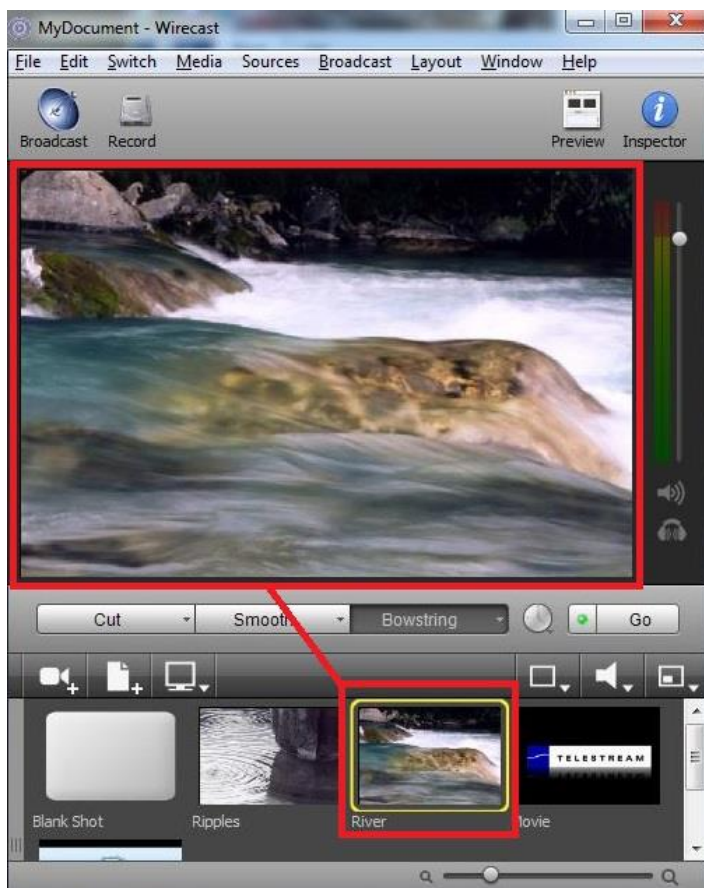 MyDocument - Wirecast
File Edit Switch Media Sources Broadcast Layout Window Help
Broadcast Record Preview Inspector
Cut Bowstring Go
TELESTREAM
Blank Shot Ripples River